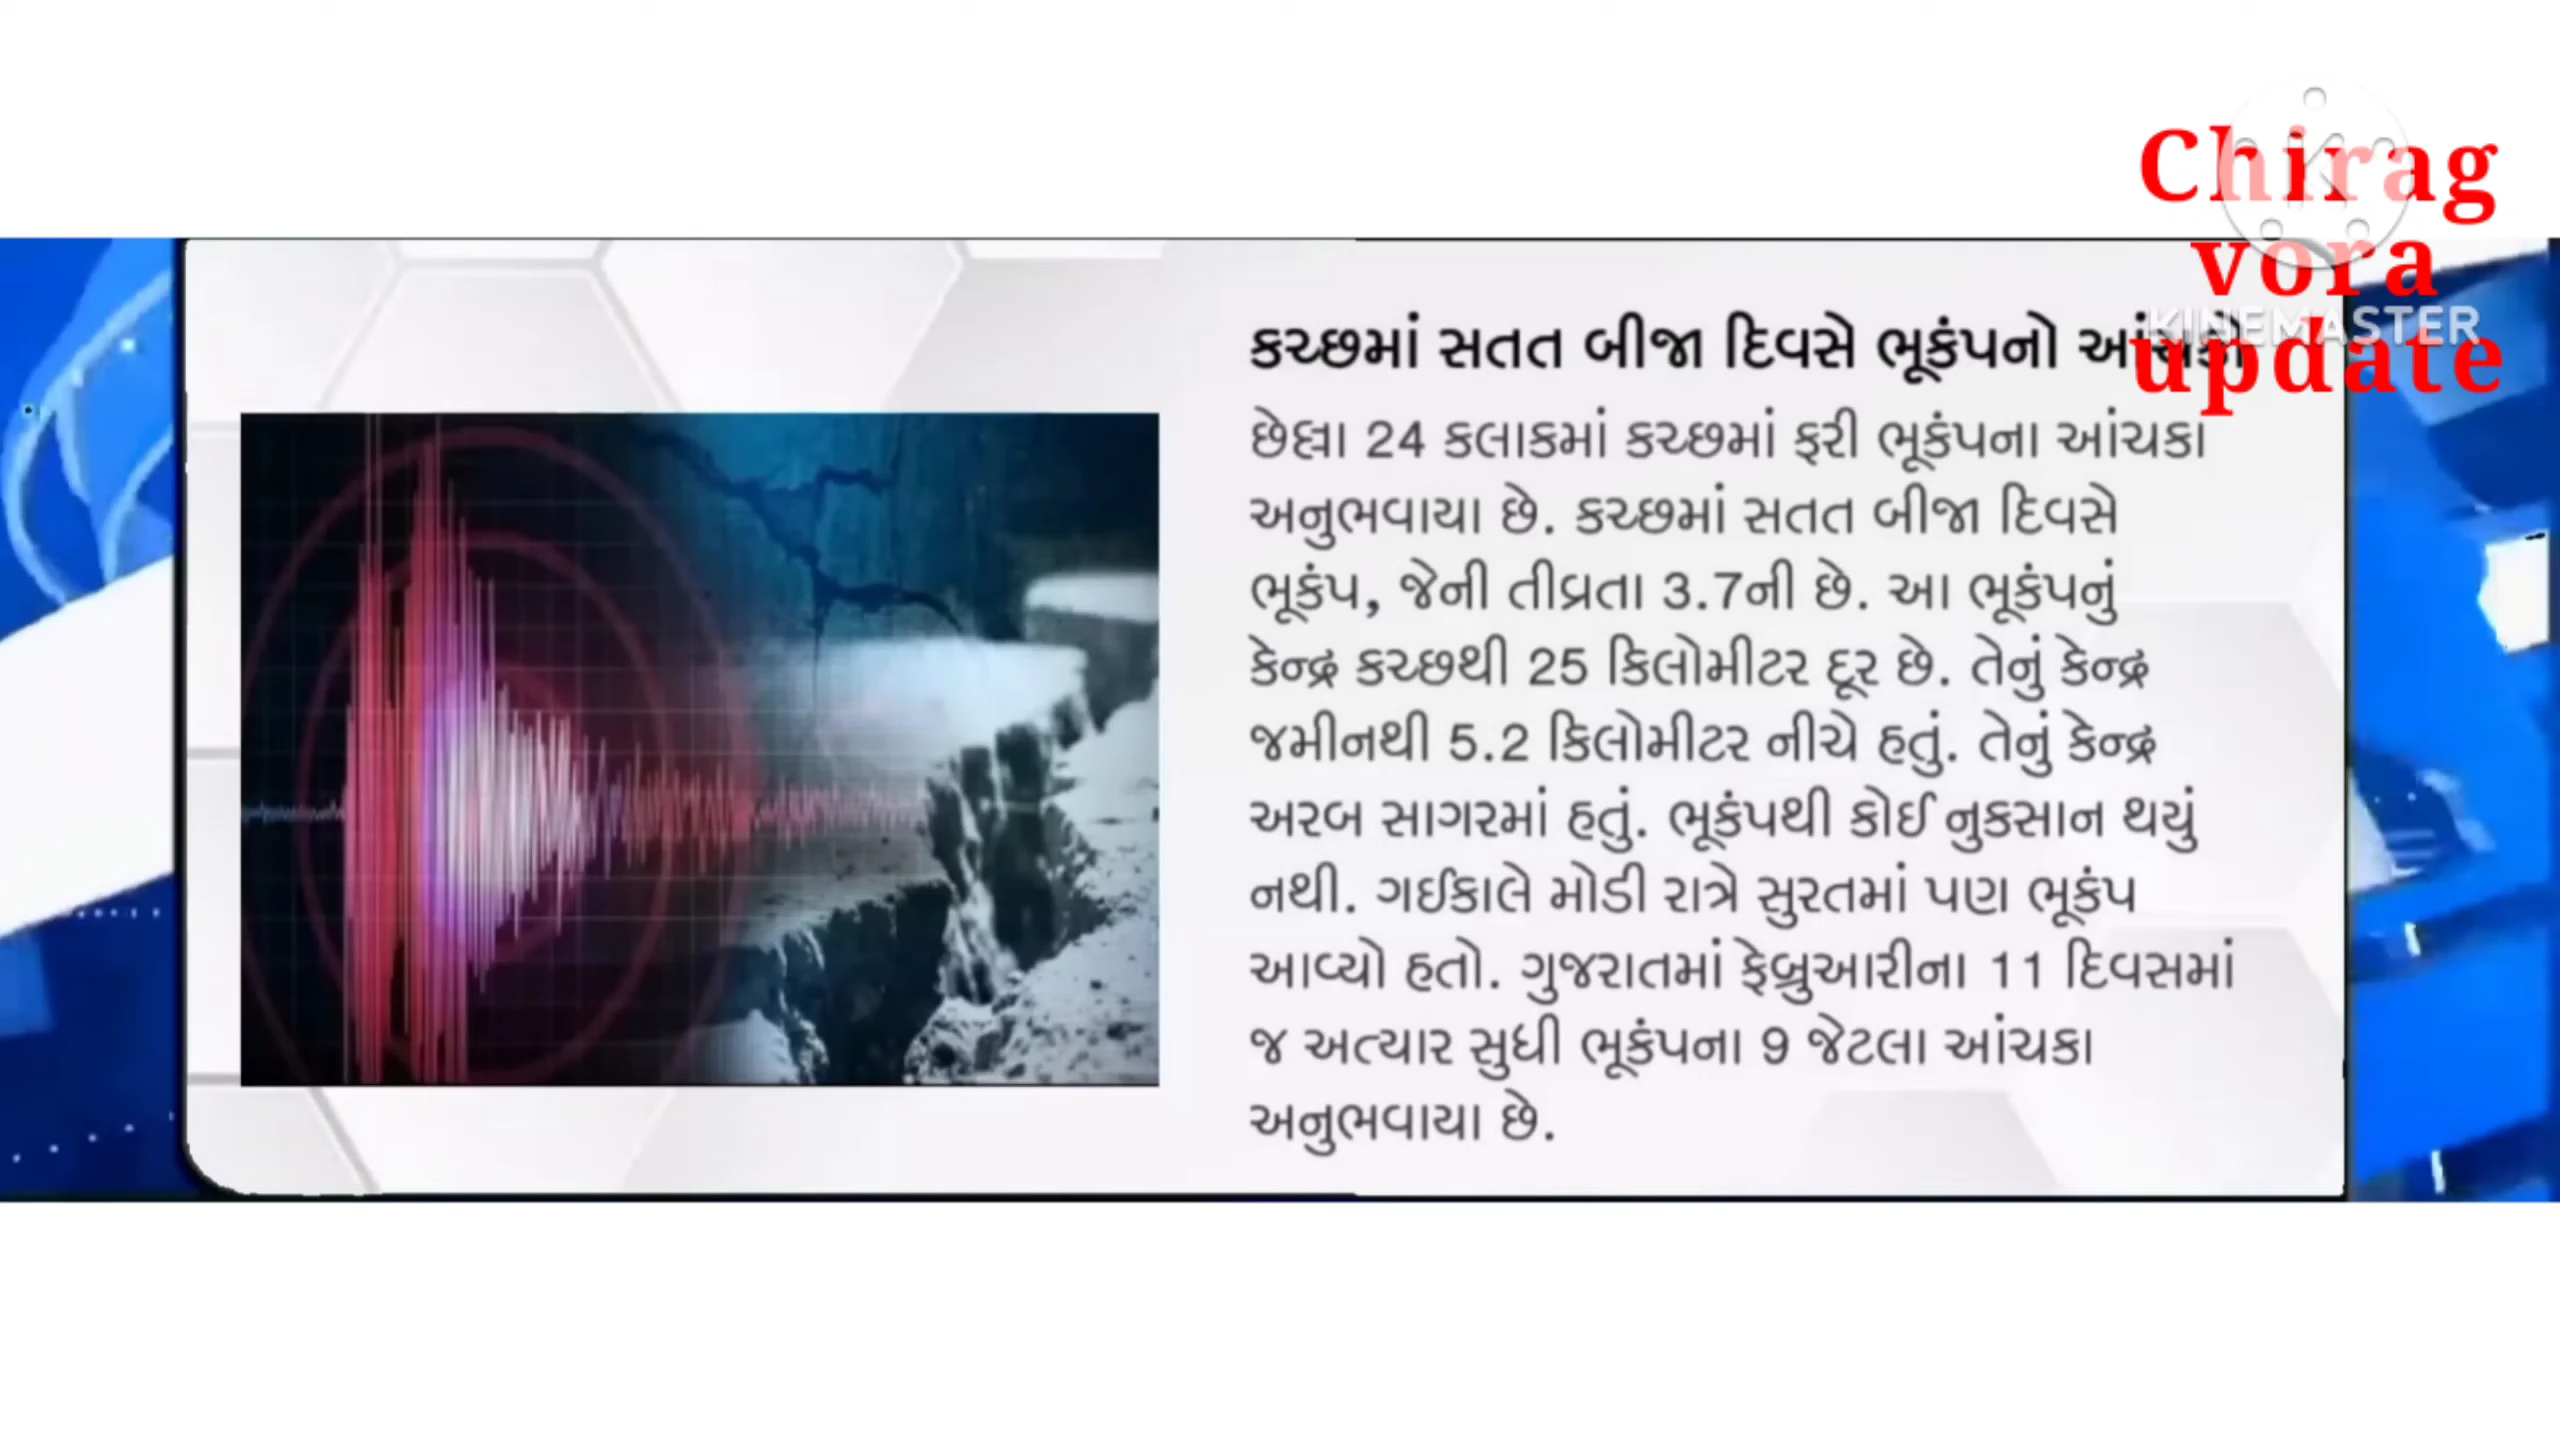 Chirag
vora
update
KINEMASTER
કચ્છમાં સતત બીજા દિવસે ભૂકંપનો આંચકો
છેલ્લા 24 કલાકમાં કચ્છમાં ફરી ભૂકંપના આંચકા
અનુભવાયા છે. કચ્છમાં સતત બીજા દિવસે
ભૂકંપ, જેની તીવ્રતા 3.7ની છે. આ ભૂકંપનું
કેન્દ્ર કચ્છથી 25 કિલોમીટર દૂર છે. તેનું કેન્દ્ર
જમીનથી 5.2 કિલોમીટર નીચે હતું. તેનું કેન્દ્ર
અરબ સાગરમાં હતું. ભૂકંપથી કોઈ નુકસાન થયું
નથી. ગઈકાલે મોડી રાત્રે સુરતમાં પણ ભૂકંપ
આવ્યો હતો. ગુજરાતમાં ફેબ્રુઆરીના 11 દિવસમાં
જ અત્યાર સુધી ભૂકંપના 9 જેટલા આંચકા
અનુભવાયા છે.